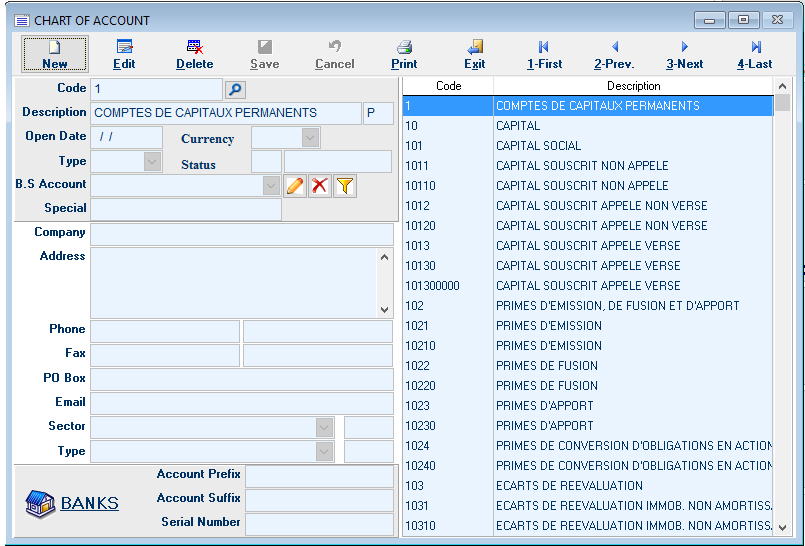 CHART OF ACCOUNT
New Edit Delete Save Cancel Print Exit 1-First 2-Prev. 3-Next 4-Last
Code 1
Description COMPTES DE CAPITAUX PERMANENTS P
Open Date / / Currency
Type Status
B.S Account
Special
Company
Address
Phone
Fax
PO Box
Email
Sector
Type
Account Prefix
BANKS
Account Suffix
Serial Number
Code Description
1 COMPTES DE CAPITAUX PERMANENTS
10 CAPITAL
101 CAPITAL SOCIAL
1011 CAPITAL SOUSCRIT NON APPELE
10110 CAPITAL SOUSCRIT NON APPELE
1012 CAPITAL SOUSCRIT APPELE NON VERSE
10120 CAPITAL SOUSCRIT APPELE NON VERSE
1013 CAPITAL SOUSCRIT APPELE VERSE
10130 CAPITAL SOUSCRIT APPELE VERSE
101300000 CAPITAL SOUSCRIT APPELE VERSE
102 PRIMES D'EMISSION, DE FUSION ET D'APPORT
1021 PRIMES D'EMISSION
10210 PRIMES D'EMISSION
1022 PRIMES DE FUSION
10220 PRIMES DE FUSION
1023 PRIMES D'APPORT
10230 PRIMES D'APPORT
1024 PRIMES DE CONVERSION D'OBLIGATIONS EN ACTION
10240 PRIMES DE CONVERSION D'OBLIGATIONS EN ACTION
103 ECARTS DE REEVALUATION
1031 ECARTS DE REEVALUATION IMMOB. NON AMORTISS.
10310 ECARTS DE REEVALUATION IMMOB. NON AMORTISS.